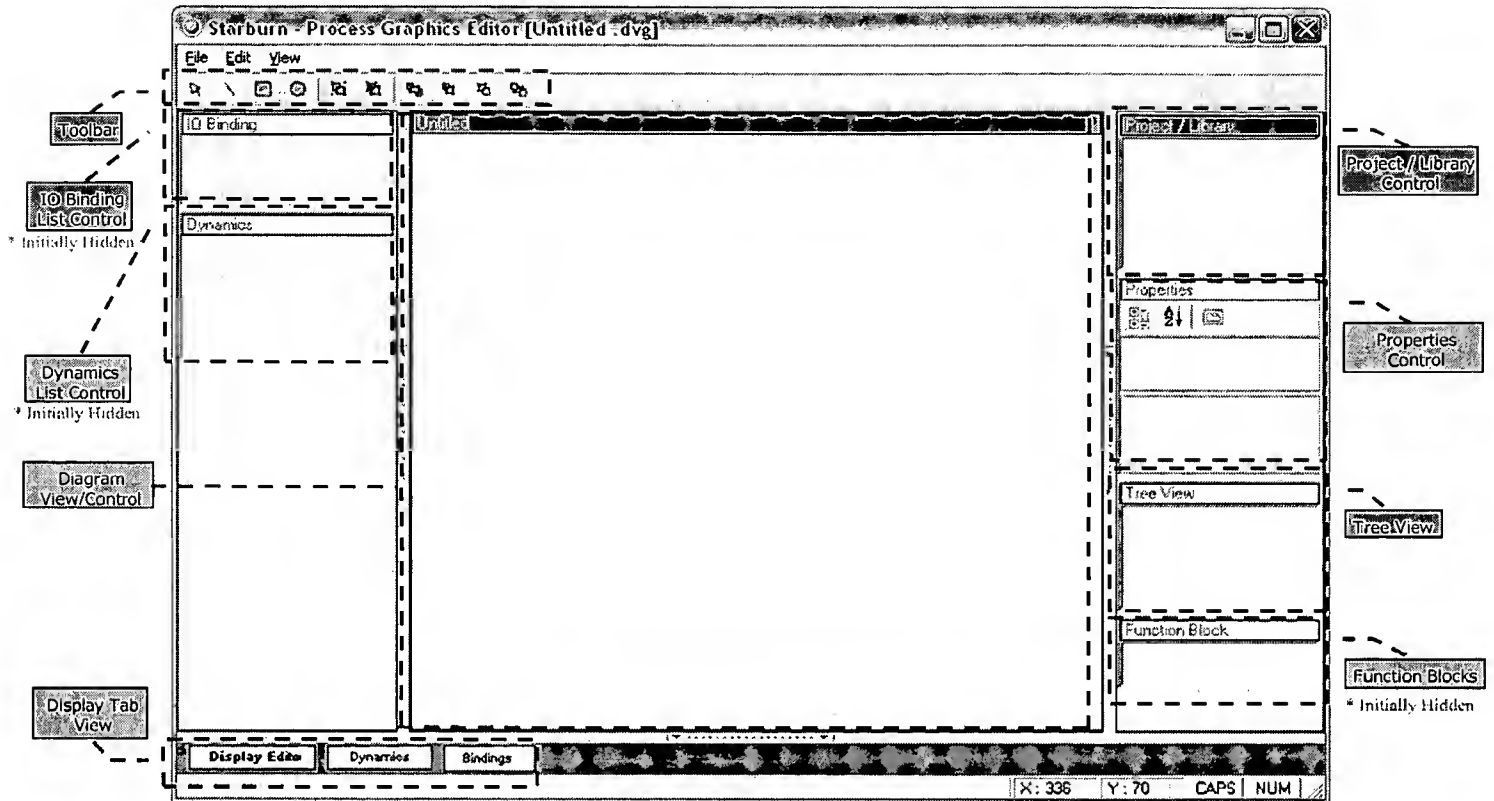 Starburn - Process Graphics Editor [Untitled .dvg]
File Edit View
Toolbar
IO Binding
List Control
* Initially Hidden
Dynamics
List Control
* Initially Hidden
Diagram
View/Control
Display Tab
View
IO Binding
Dynamics
Untitled
Project / Library
Properties
Tree View
Function Block
Project / Library
Control
Properties
Control
Tree View
Function Blocks
* Initially Hidden
Display Editor Dynamics Bindings
X: 336 Y: 70 CAPS NUM